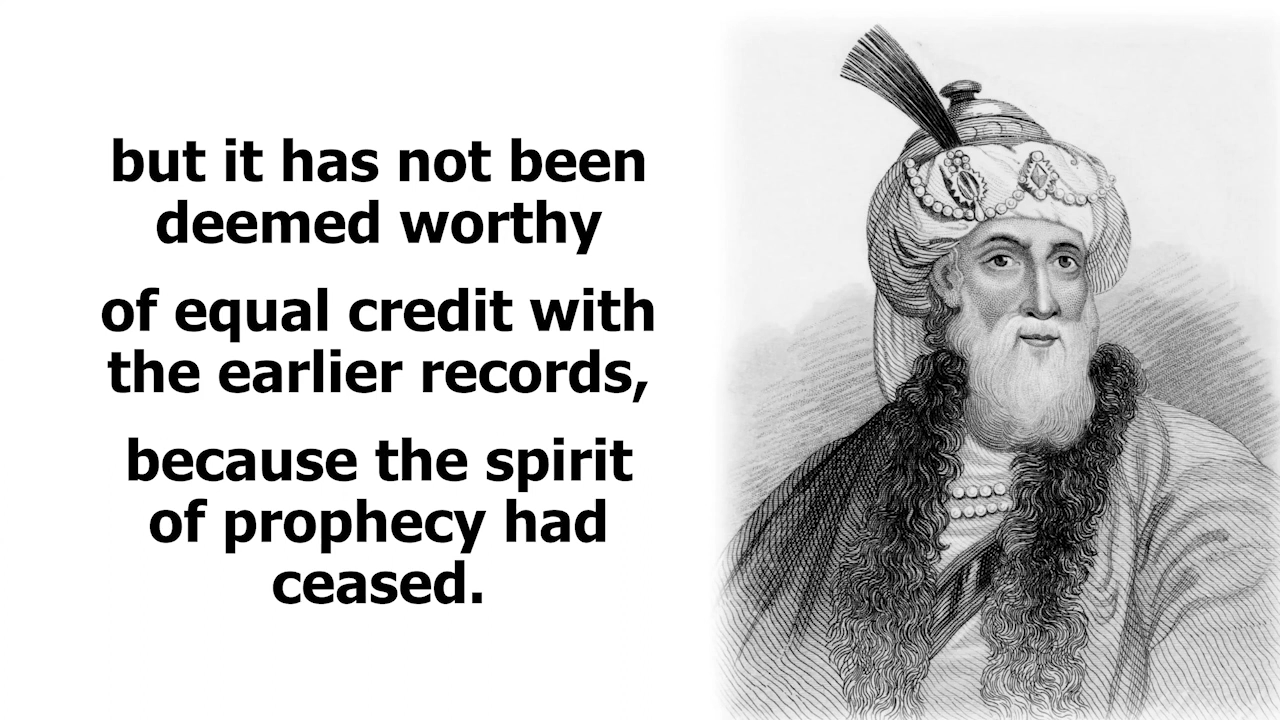 but it has not been
deemed worthy
of equal credit with
the earlier records,
because the spirit
of prophecy had
ceased.